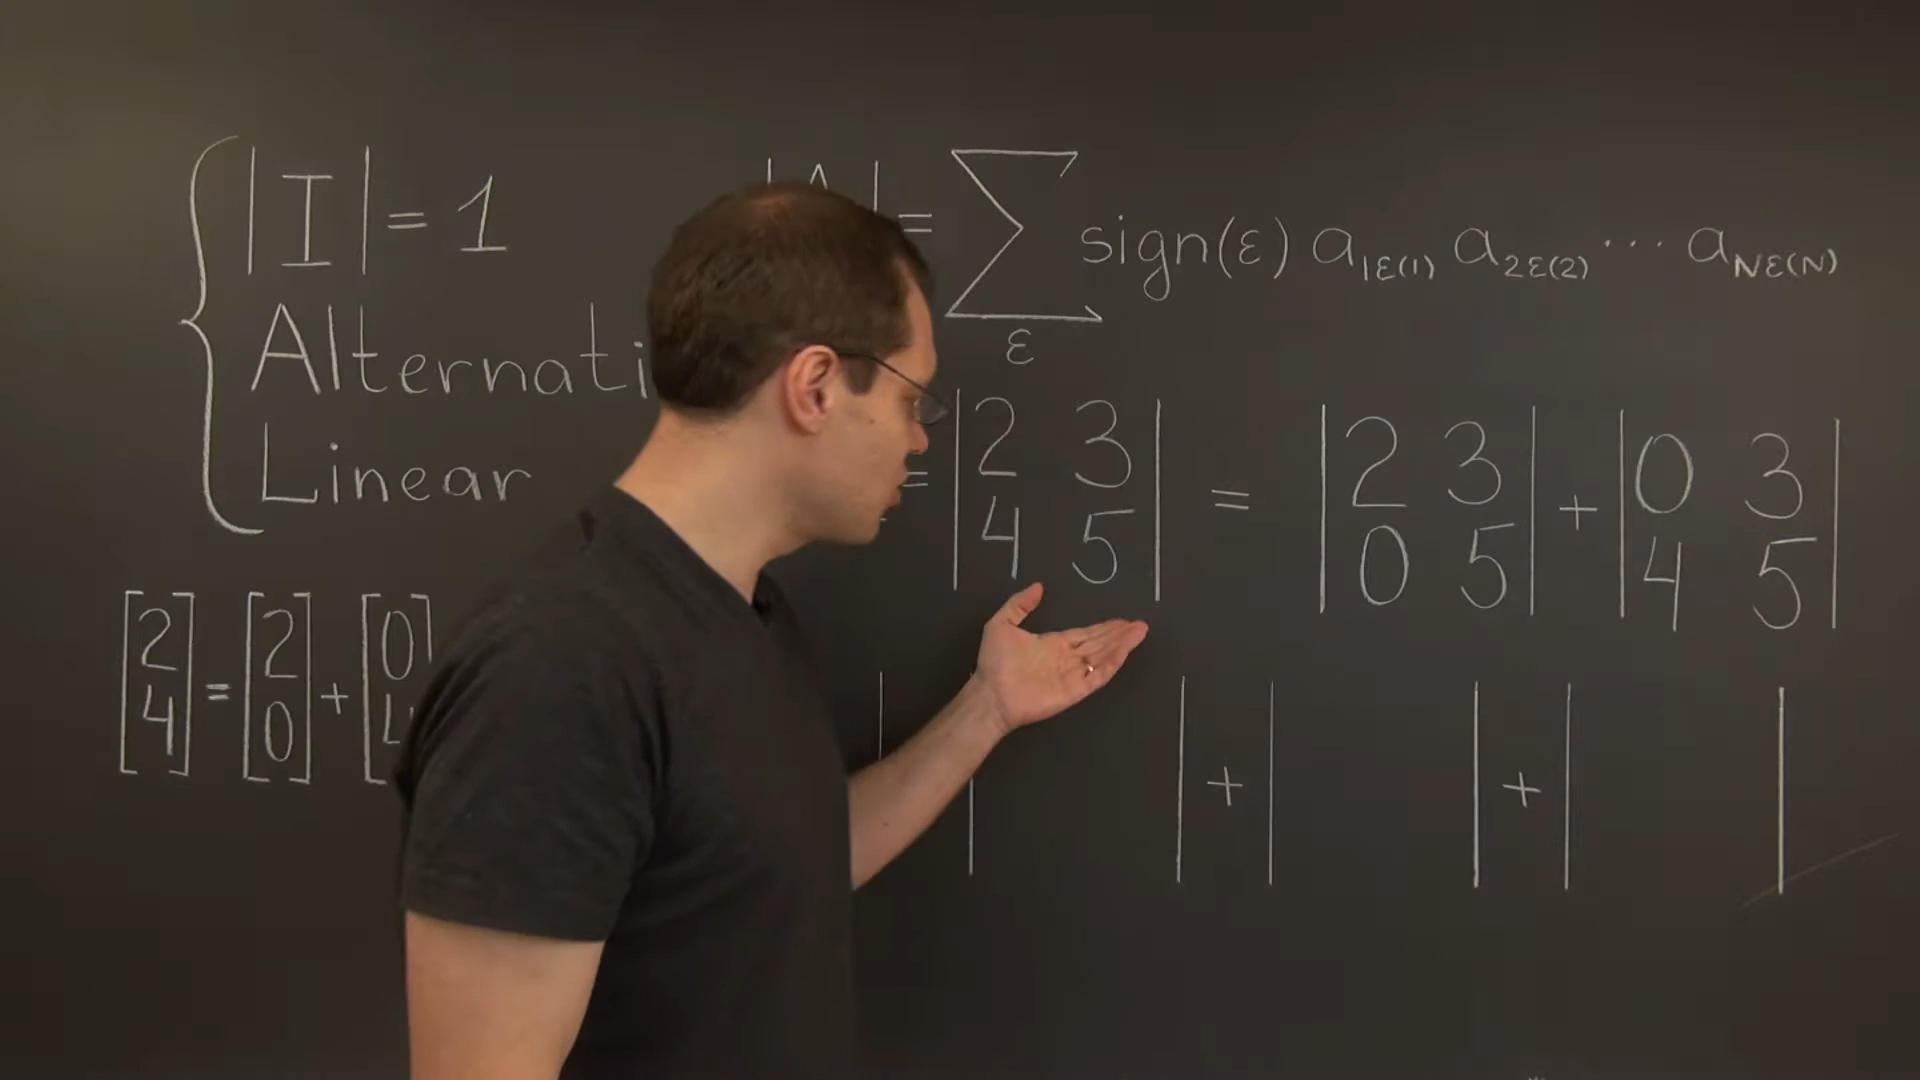 |I| = 1
Alternati
Linear
|A| = ∑ε sign(ε) a1ε(1) a2ε(2) ··· aNε(N)
= |2 3| = |2 3| + |0 3|
|4 5| |0 5| |4 5|
[2] = [2] + [0]
[4] [0] [4]
| | + | | + | |